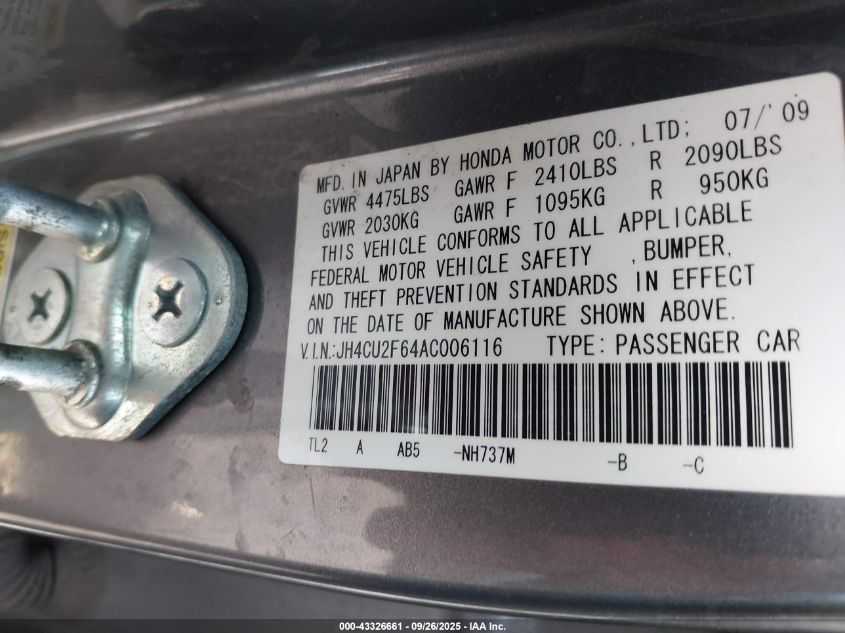 MFD. IN JAPAN BY HONDA MOTOR CO.,LTD; 07/'09
GVWR 4475LBS GAWR F 2410LBS R 2090LBS
GVWR 2030KG GAWR F 1095KG R 950KG
THIS VEHICLE CONFORMS TO ALL APPLICABLE
FEDERAL MOTOR VEHICLE SAFETY ,BUMPER,
AND THEFT PREVENTION STANDARDS IN EFFECT
ON THE DATE OF MANUFACTURE SHOWN ABOVE.
V.I.N.:JH4CU2F64AC006116 TYPE: PASSENGER CAR
TL2 A AB5 -NH737M -B -C
000-43326661 - 09/26/2025 - IAA Inc.